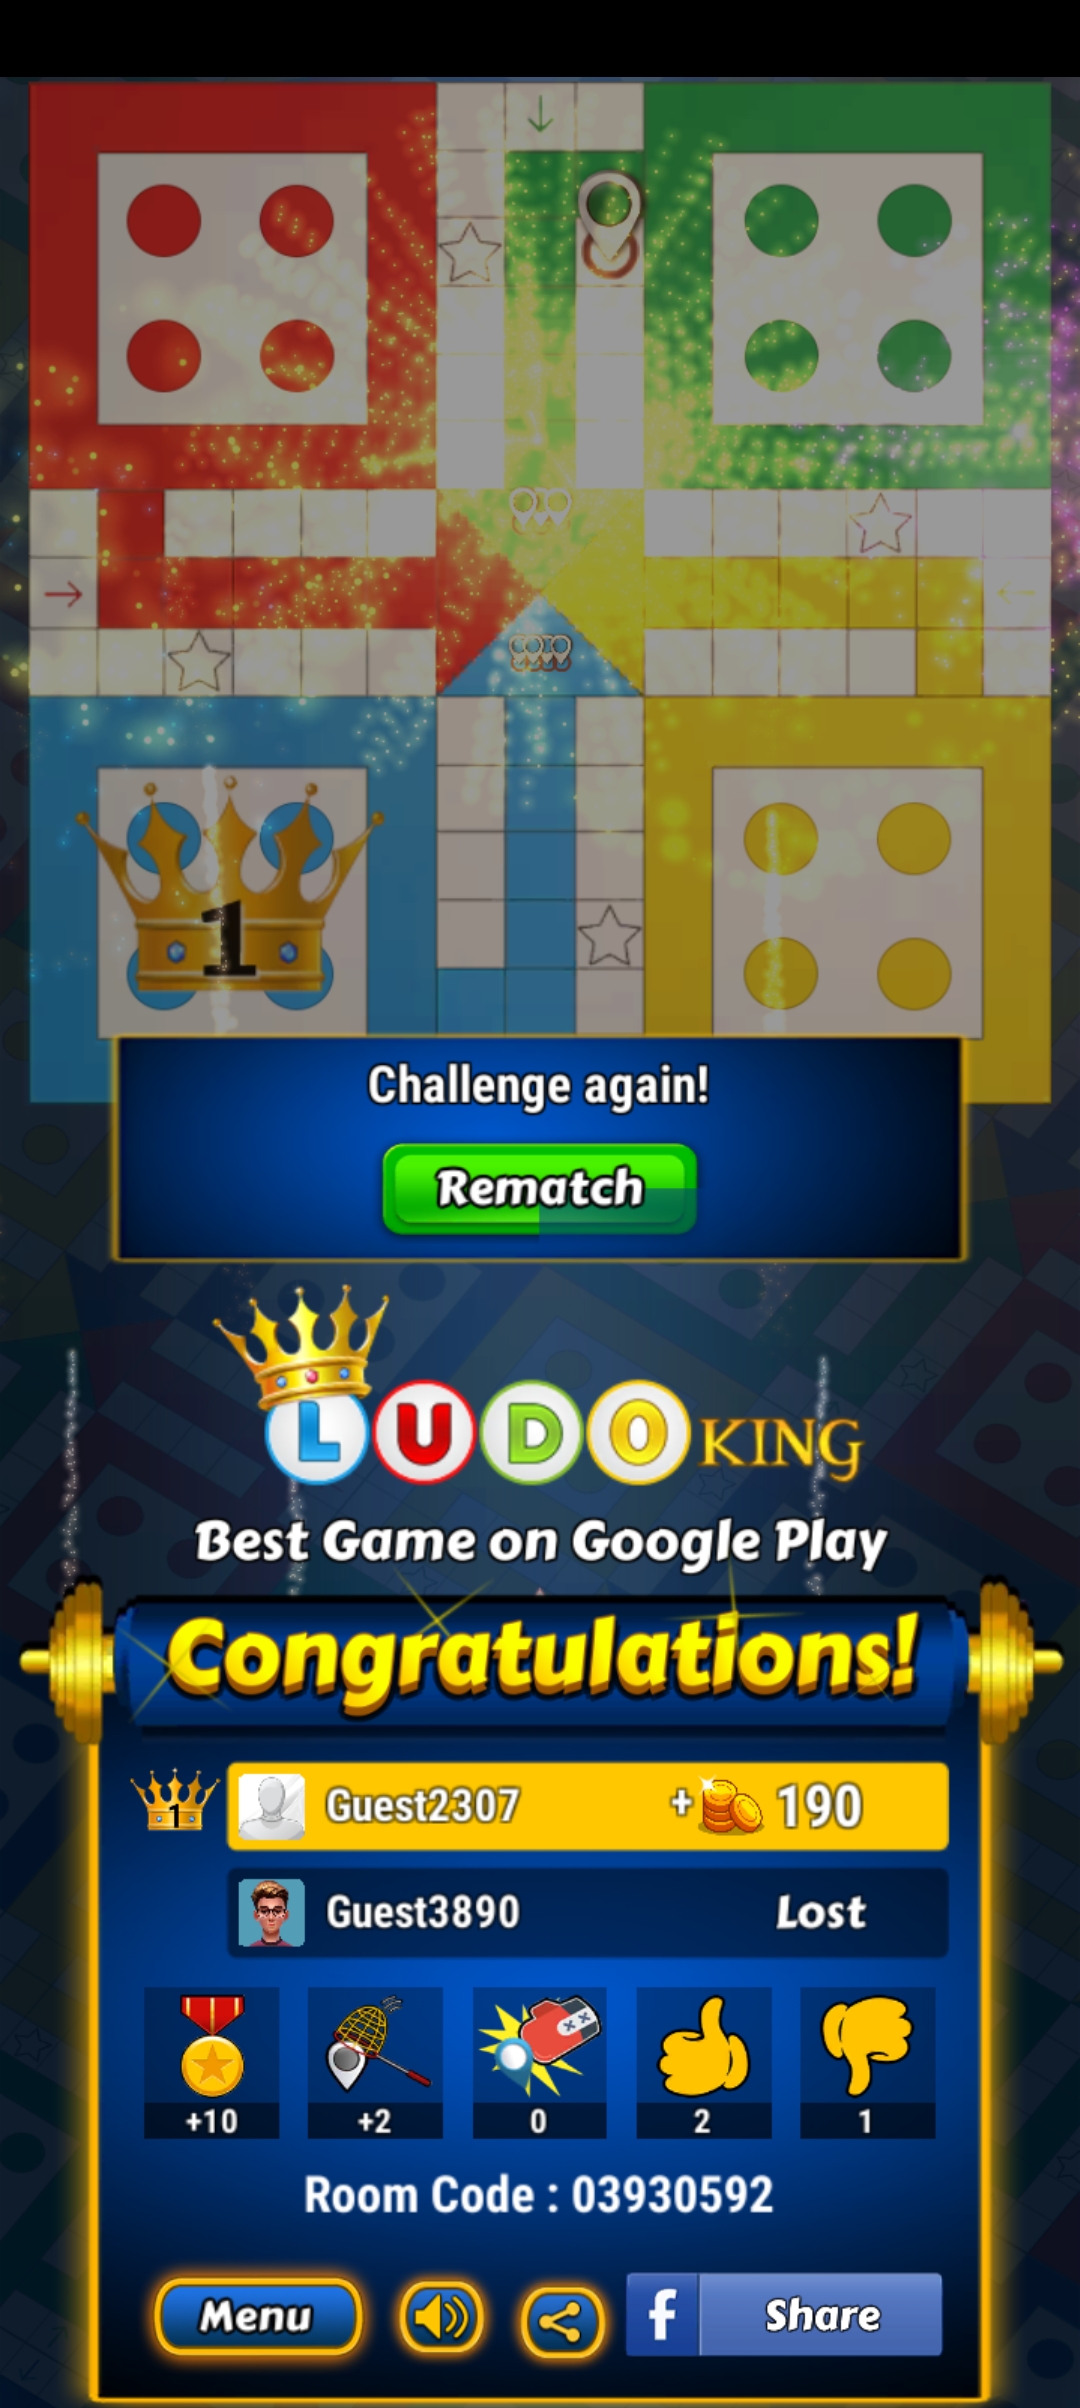 1
Challenge again!
Rematch
LUDO KING
Best Game on Google Play
Congratulations!
1 Guest2307 + 190
Guest3890 Lost
+10 +2 0 2 1
Room Code : 03930592
Menu f Share